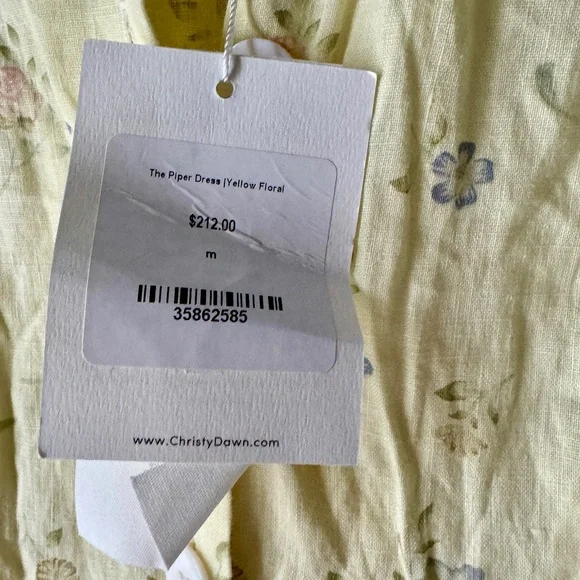 The Piper Dress |Yellow Floral
$212.00
m
35862585
www.ChristyDawn.com